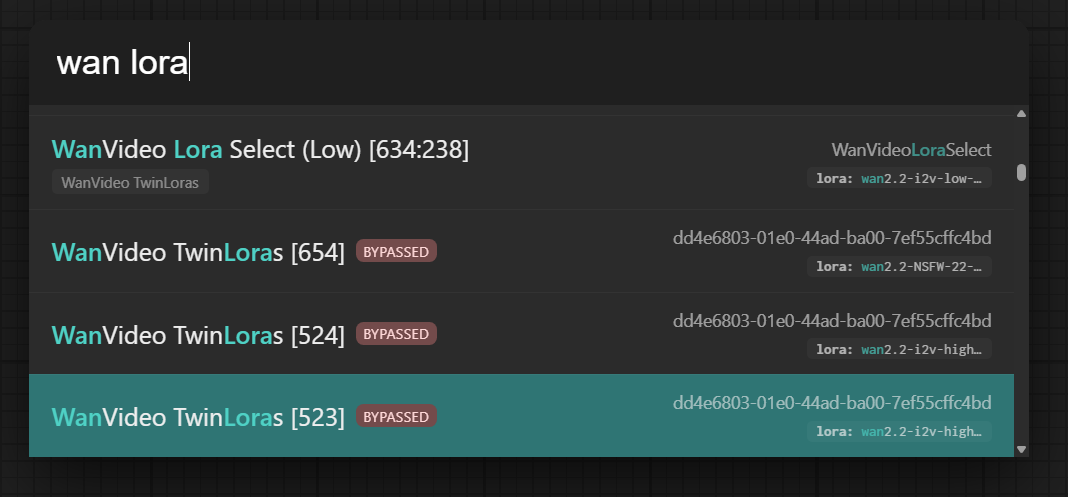 wan lora
WanVideo Lora Select (Low) [634:238]
WanVideoLoraSelect
WanVideo TwinLoras
lora: wan2.2-i2v-low-…
WanVideo TwinLoras [654] BYPASSED
dd4e6803-01e0-44ad-ba00-7ef55cffc4bd
lora: wan2.2-NSFW-22-…
WanVideo TwinLoras [524] BYPASSED
dd4e6803-01e0-44ad-ba00-7ef55cffc4bd
lora: wan2.2-i2v-high…
WanVideo TwinLoras [523] BYPASSED
dd4e6803-01e0-44ad-ba00-7ef55cffc4bd
lora: wan2.2-i2v-high…